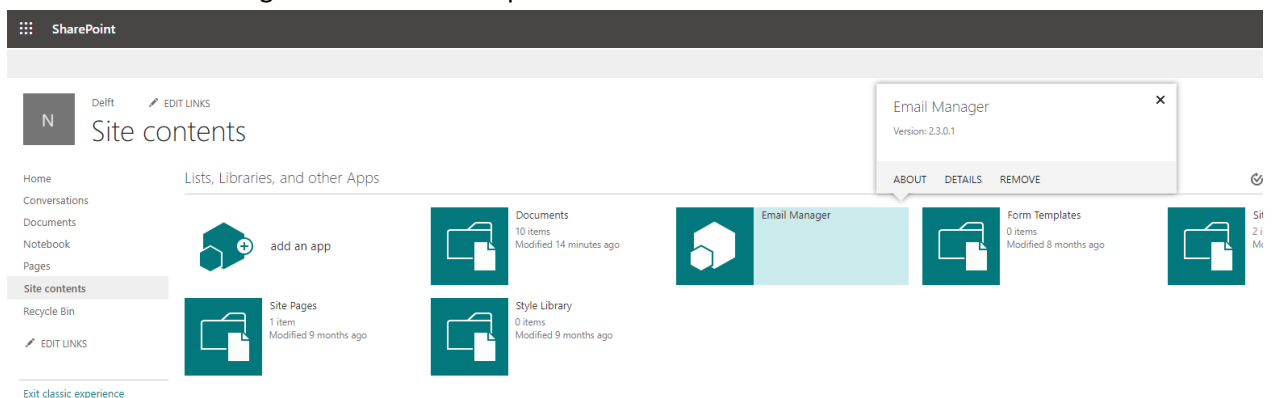 SharePoint
Delft
EDIT LINKS
N
Site contents
Email Manager
Version: 2.3.0.1
ABOUT DETAILS REMOVE
Home
Conversations
Documents
Notebook
Pages
Site contents
Recycle Bin
EDIT LINKS
Exit classic experience
Lists, Libraries, and other Apps
add an app
Documents
10 items
Modified 14 minutes ago
Email Manager
Form Templates
0 items
Modified 8 months ago
Site Pages
1 item
Modified 9 months ago
Style Library
0 items
Modified 9 months ago